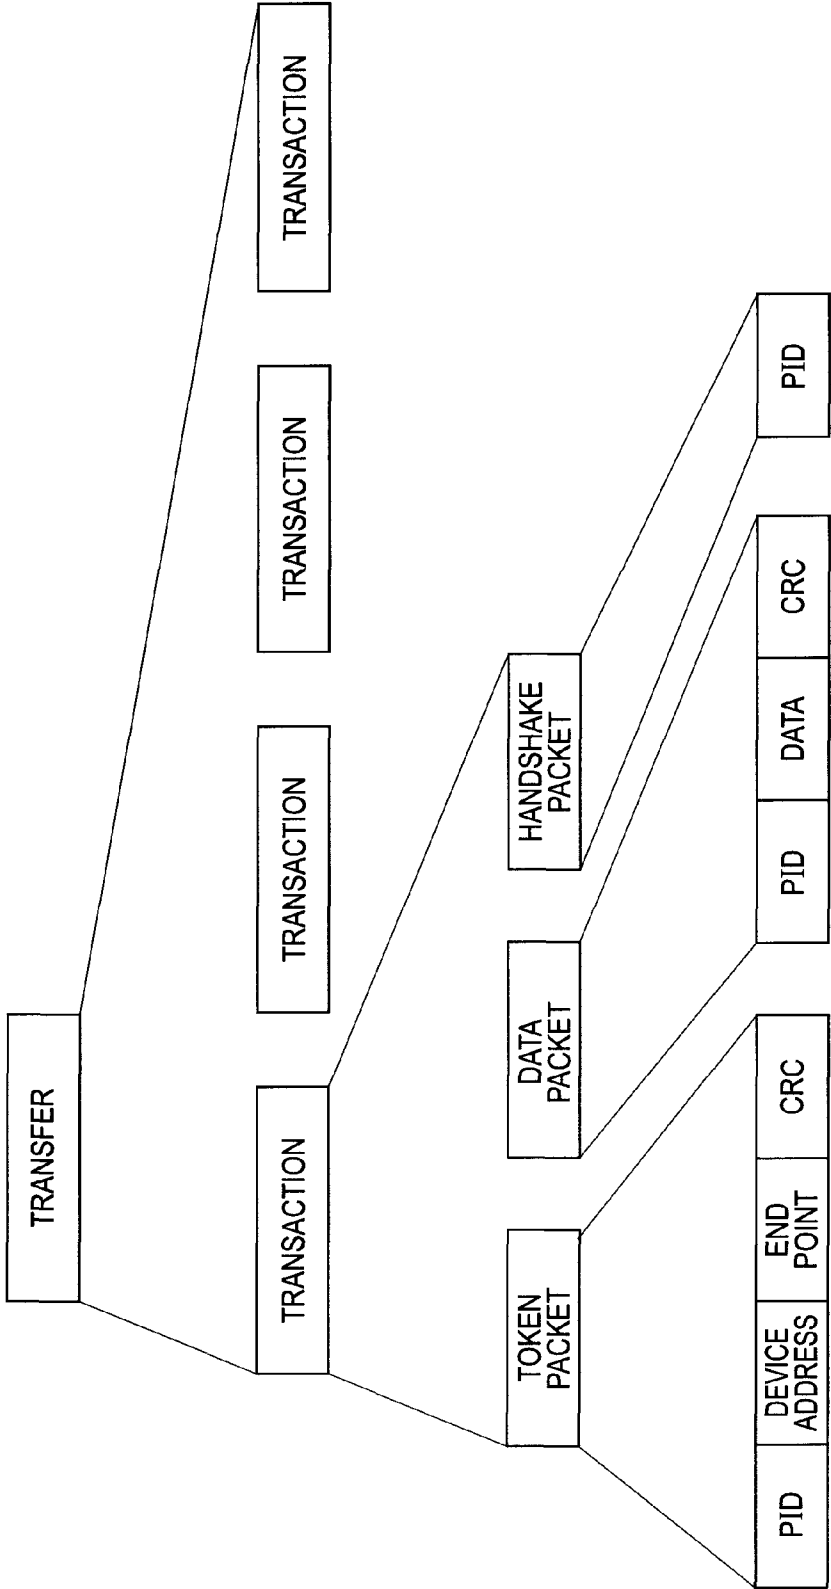 TRANSFER
TRANSACTION
TRANSACTION
TRANSACTION
TRANSACTION
TOKEN
PACKET
DATA
PACKET
HANDSHAKE
PACKET
PID
DEVICE
ADDRESS
END
POINT
CRC
PID
DATA
CRC
PID